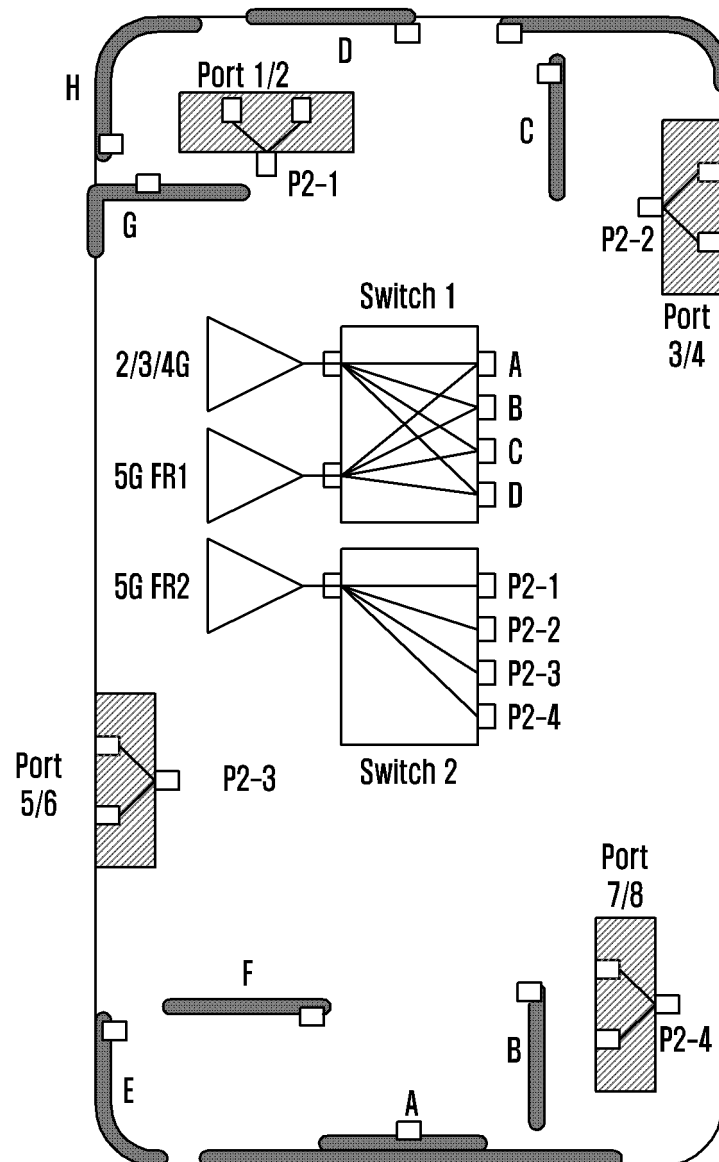 D
H
Port 1/2
C
P2-1
G
P2-2
Port
3/4
Switch 1
2/3/4G
A
B
C
D
5G FR1
5G FR2
P2-1
P2-2
P2-3
P2-4
Switch 2
Port
5/6
P2-3
Port
7/8
F
P2-4
B
E
A